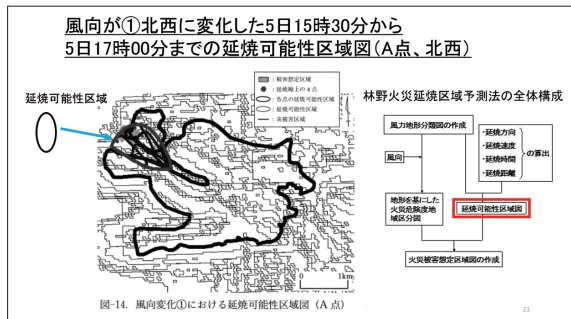 風向が①北西に変化した5日15時30分から
5日17時00分までの延焼可能性区域図(A点、北西)
延焼可能性区域
：被害想定区域
：延焼線上の4点
：各点の延焼可能性区域
：延焼可能性区域
：実被害区域
0 1km
図-14. 風向変化①における延焼可能性区域図 (A 点)
林野火災延焼区域予測法の全体構成
風力地形分類図の作成
風向
・延焼方向
・延焼速度
・延焼時間
・延焼距離
の算出
地形を基にした
火災危険度地
域区分図
延焼可能性区域図
火災被害想定区域図の作成
23